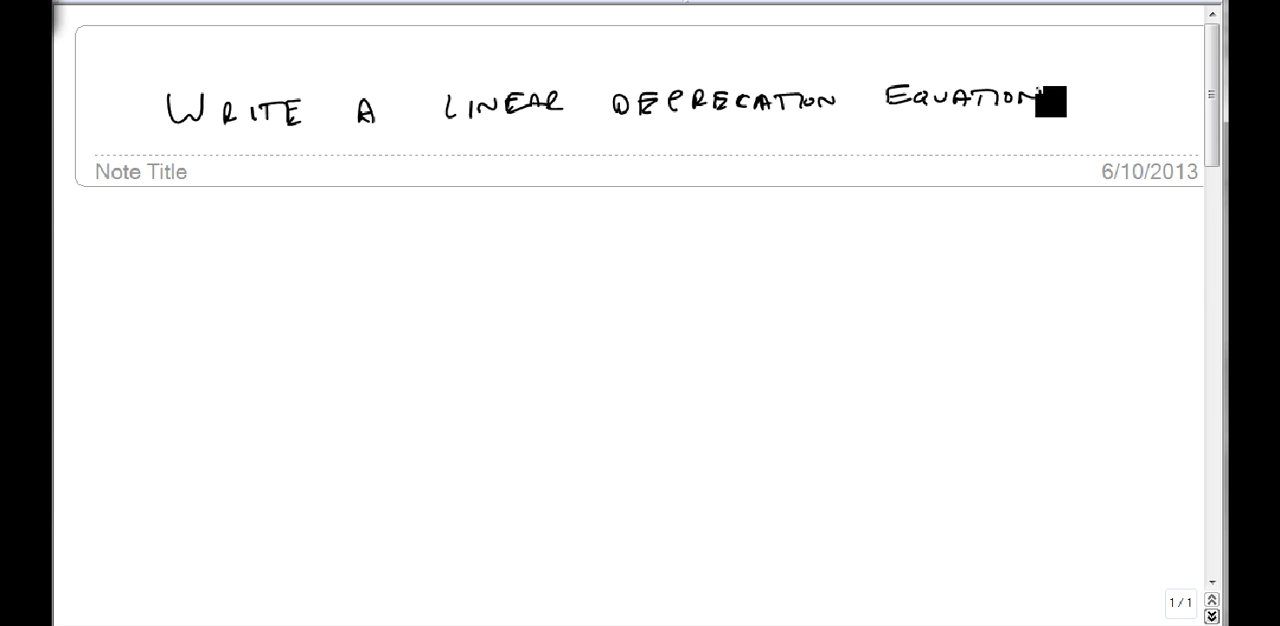 WRITE A LINEAR DEPRECATION EQUATION
Note Title 6/10/2013
1 / 1